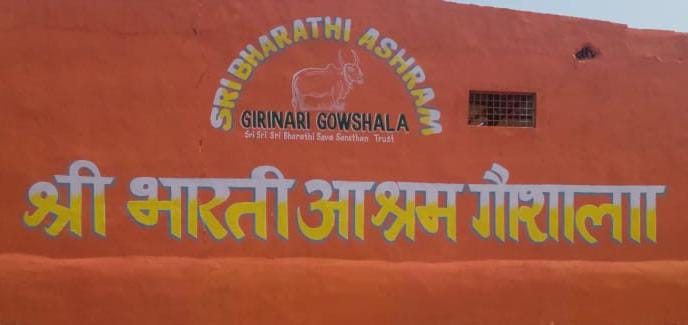 SRI BHARATHI ASHRAM
GIRINARI GOWSHALA
Sri Sri Sri Bharathi Seva Sansthan Trust
श्री भारती आश्रम गौशालाा